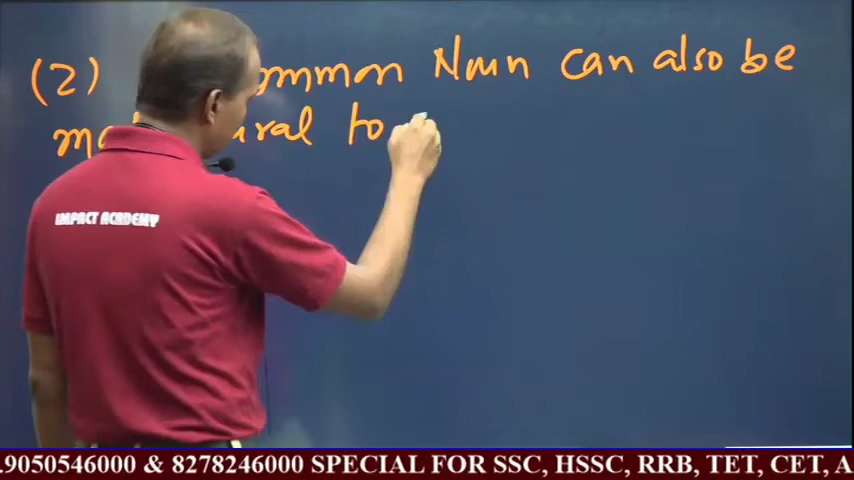 (2) ommon Noun can also be
ural to
IMPACT ACADEMY
.9050546000 & 8278246000 SPECIAL FOR SSC, HSSC, RRB, TET, CET, A